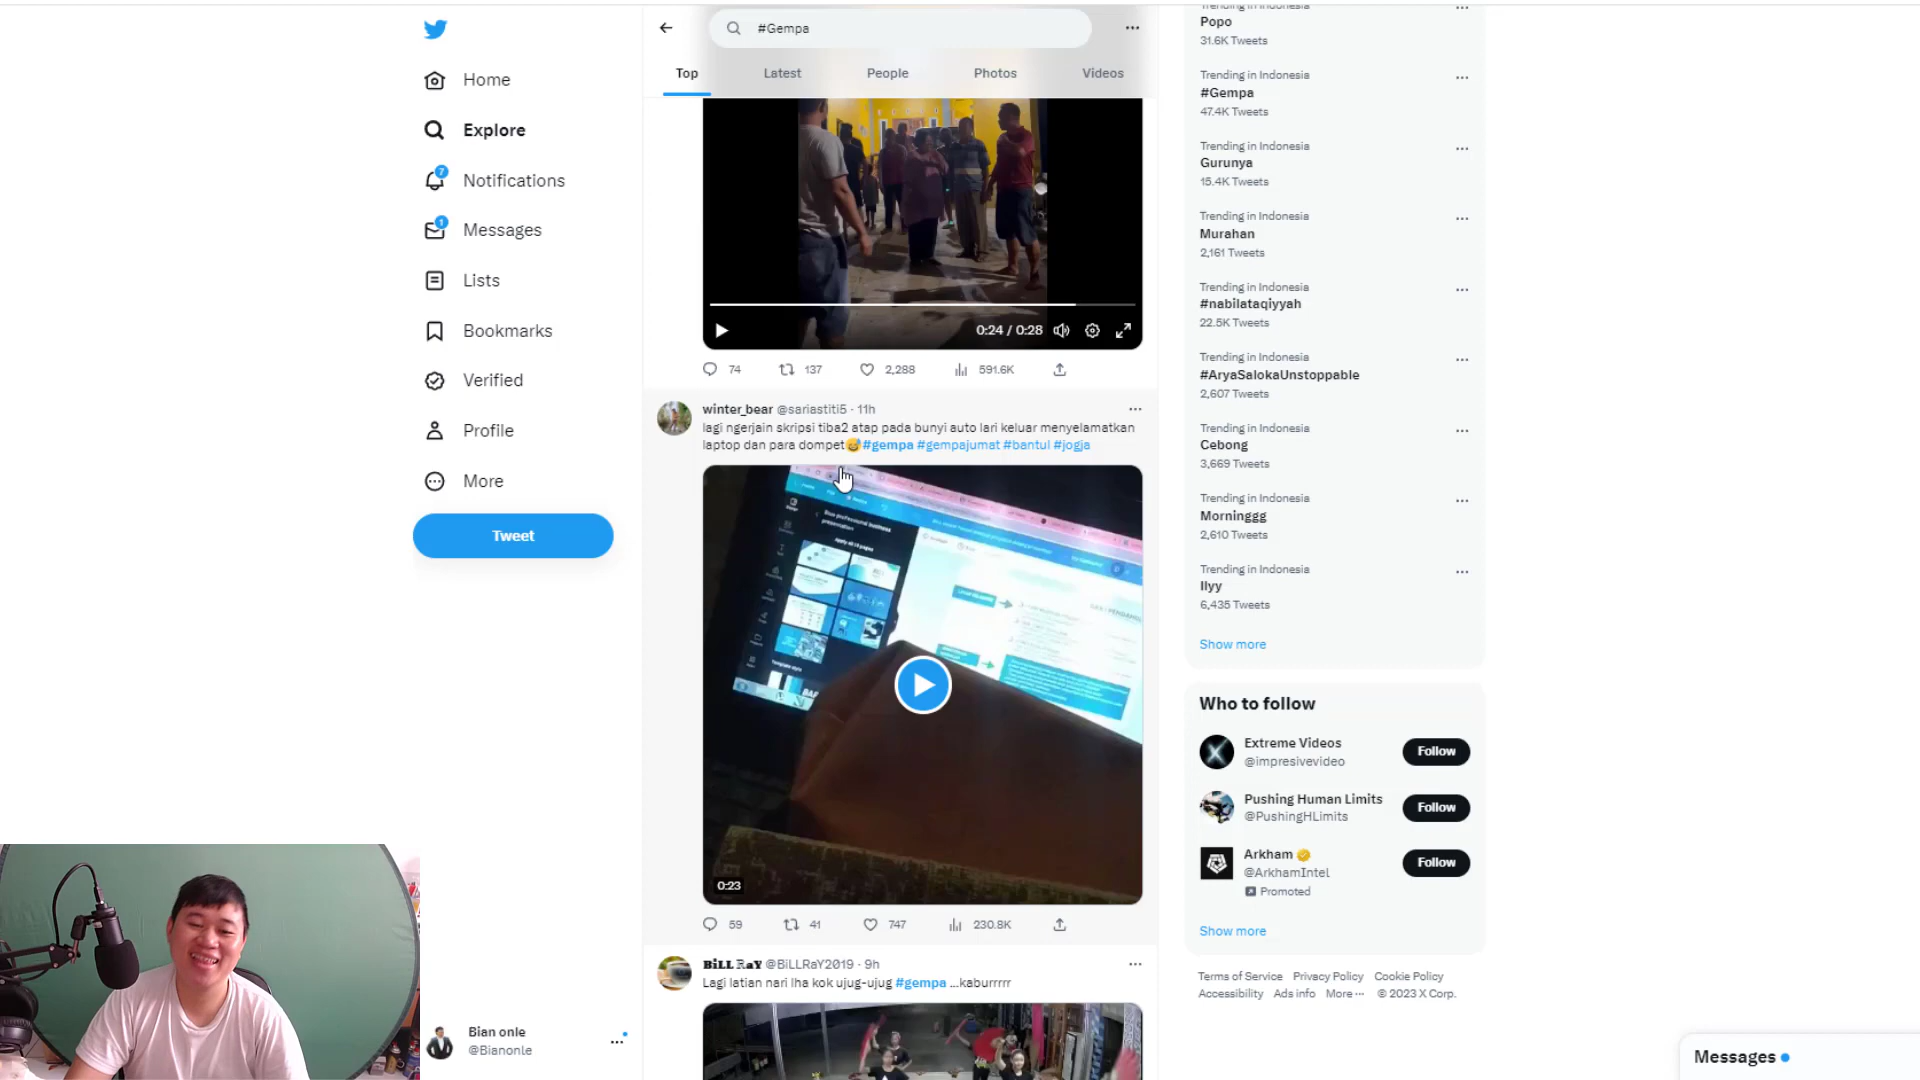 Home
Explore
7
Notifications
1
Messages
Lists
Bookmarks
Verified
Profile
More
Tweet
Bian onle
@Bianonle
#Gempa
Top Latest People Photos Videos
0:24 / 0:28
74 137 2,288 591.6K
winter_bear @sariastiti5 · 11h
lagi ngerjain skripsi tiba2 atap pada bunyi auto lari keluar menyelamatkan
laptop dan para dompet😅#gempa #gempajumat #bantul #jogja
Apply all 14 pages
Template style
0:23
59 41 747 230.8K
BiLL RaY @BiLLRaY2019 · 9h
Lagi latian nari lha kok ujug-ujug #gempa ...kaburrrrr
Trending in Indonesia
Popo
31.6K Tweets
Trending in Indonesia
#Gempa
47.4K Tweets
Trending in Indonesia
Gurunya
15.4K Tweets
Trending in Indonesia
Murahan
2,161 Tweets
Trending in Indonesia
#nabilataqiyyah
22.5K Tweets
Trending in Indonesia
#AryaSalokaUnstoppable
2,607 Tweets
Trending in Indonesia
Cebong
3,669 Tweets
Trending in Indonesia
Morninggg
2,610 Tweets
Trending in Indonesia
Ilyy
6,435 Tweets
Show more
Who to follow
Extreme Videos
@impresivevideo
Follow
Pushing Human Limits
@PushingHLimits
Follow
Arkham
@ArkhamIntel
Promoted
Follow
Show more
Terms of Service Privacy Policy Cookie Policy
Accessibility Ads info More ··· © 2023 X Corp.
Messages